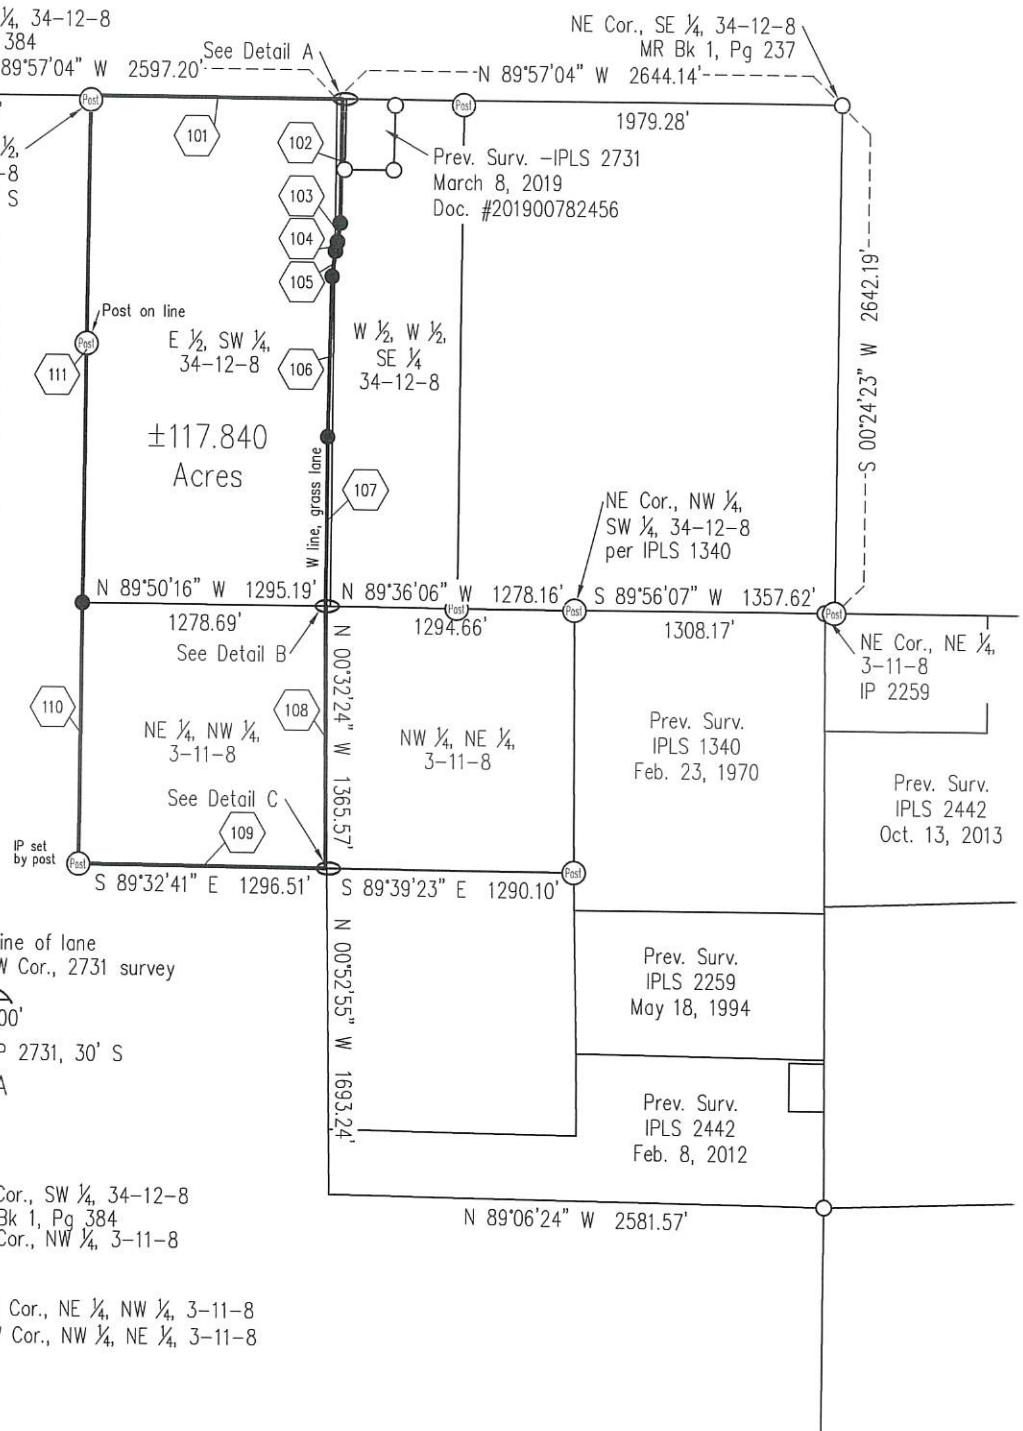 ¼, 34-12-8
384
89°57'04" W 2597.20'
See Detail A
NE Cor., SE ¼, 34-12-8
MR Bk 1, Pg 237
N 89°57'04" W 2644.14'
1979.28'
Post
Post
101
102
½,
-8
S
Prev. Surv. -IPLS 2731
March 8, 2019
Doc. #201900782456
103
104
105
S 00°24'23" W 2642.19'
Post on line
Post
111
E ½, SW ¼,
34-12-8
106
W ½, W ½,
SE ¼
34-12-8
±117.840
Acres
W line, grass lane
107
NE Cor., NW ¼,
SW ¼, 34-12-8
per IPLS 1340
N 89°50'16" W 1295.19'
N 89°36'06" W 1278.16'
S 89°56'07" W 1357.62'
Post
Post
Post
1278.69'
1294.66'
1308.17'
See Detail B
NE Cor., NE ¼,
3-11-8
IP 2259
N 00°32'24" W 1365.57'
110
108
NE ¼, NW ¼,
3-11-8
NW ¼, NE ¼,
3-11-8
Prev. Surv.
IPLS 1340
Feb. 23, 1970
Prev. Surv.
IPLS 2442
Oct. 13, 2013
See Detail C
109
IP set
by post
Post
Post
S 89°32'41" E 1296.51'
S 89°39'23" E 1290.10'
N 00°52'55" W 1693.24'
ine of lane
W Cor., 2731 survey
00'
P 2731, 30' S
A
Prev. Surv.
IPLS 2259
May 18, 1994
Prev. Surv.
IPLS 2442
Feb. 8, 2012
Cor., SW ¼, 34-12-8
Bk 1, Pg 384
Cor., NW ¼, 3-11-8
N 89°06'24" W 2581.57'
Cor., NE ¼, NW ¼, 3-11-8
Cor., NW ¼, NE ¼, 3-11-8